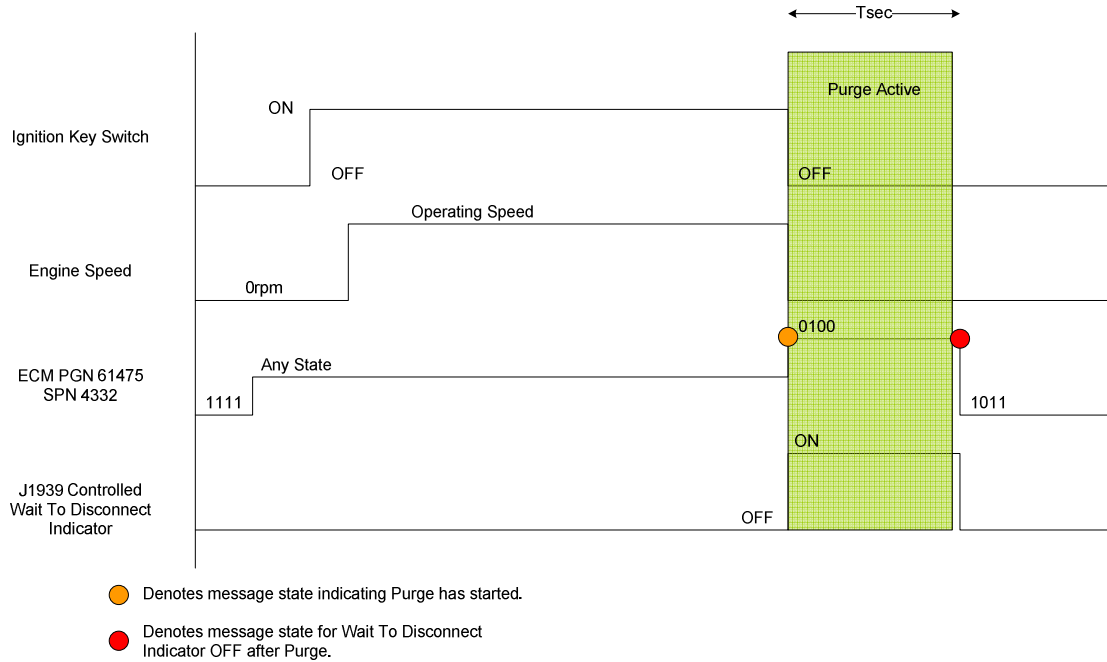 Tsec
Purge Active
Ignition Key Switch
ON
OFF
OFF
Engine Speed
Operating Speed
0rpm
ECM PGN 61475
SPN 4332
1111
Any State
0100
1011
J1939 Controlled
Wait To Disconnect
Indicator
ON
OFF
Denotes message state indicating Purge has started.
Denotes message state for Wait To Disconnect
Indicator OFF after Purge.